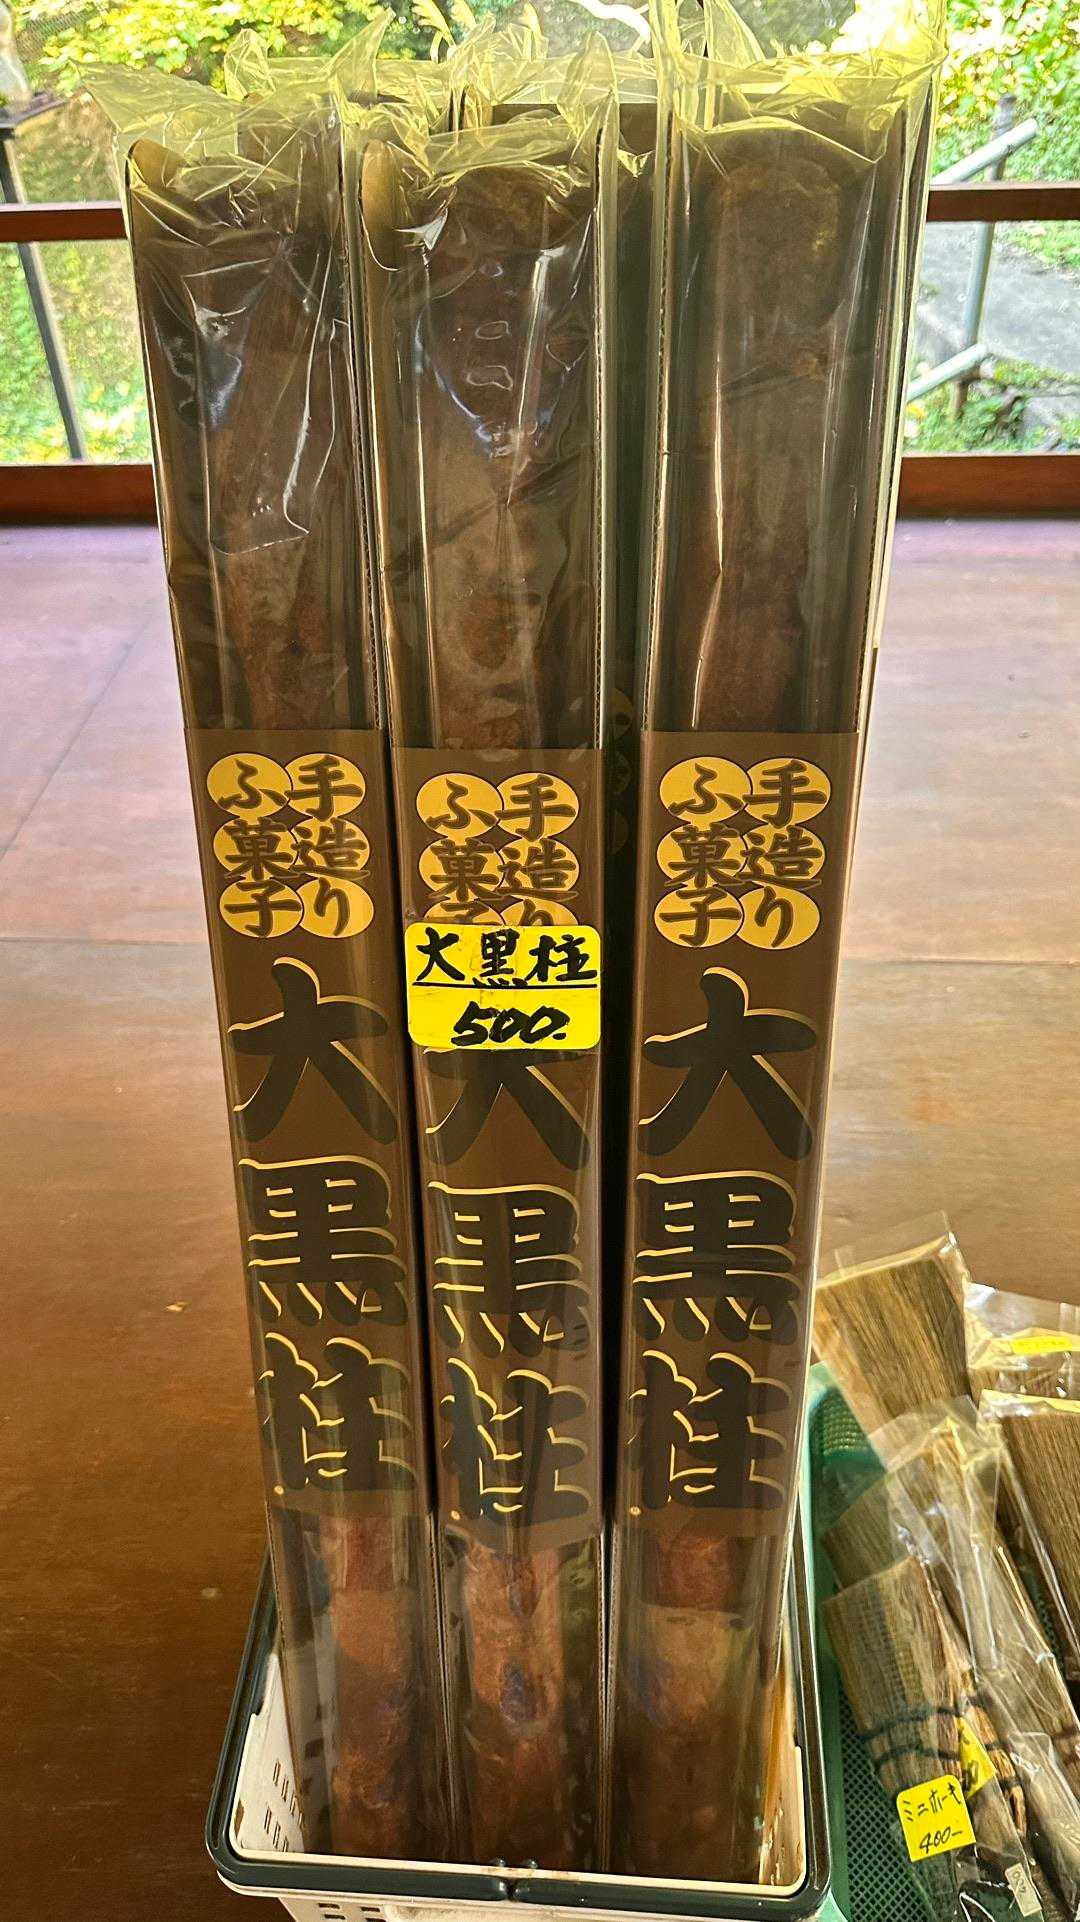 手造り
ふ菓子
大黒柱
手造り
ふ菓子
大黒柱
500-
大黒柱
手造り
ふ菓子
大黒柱
ミニホーキ
400-